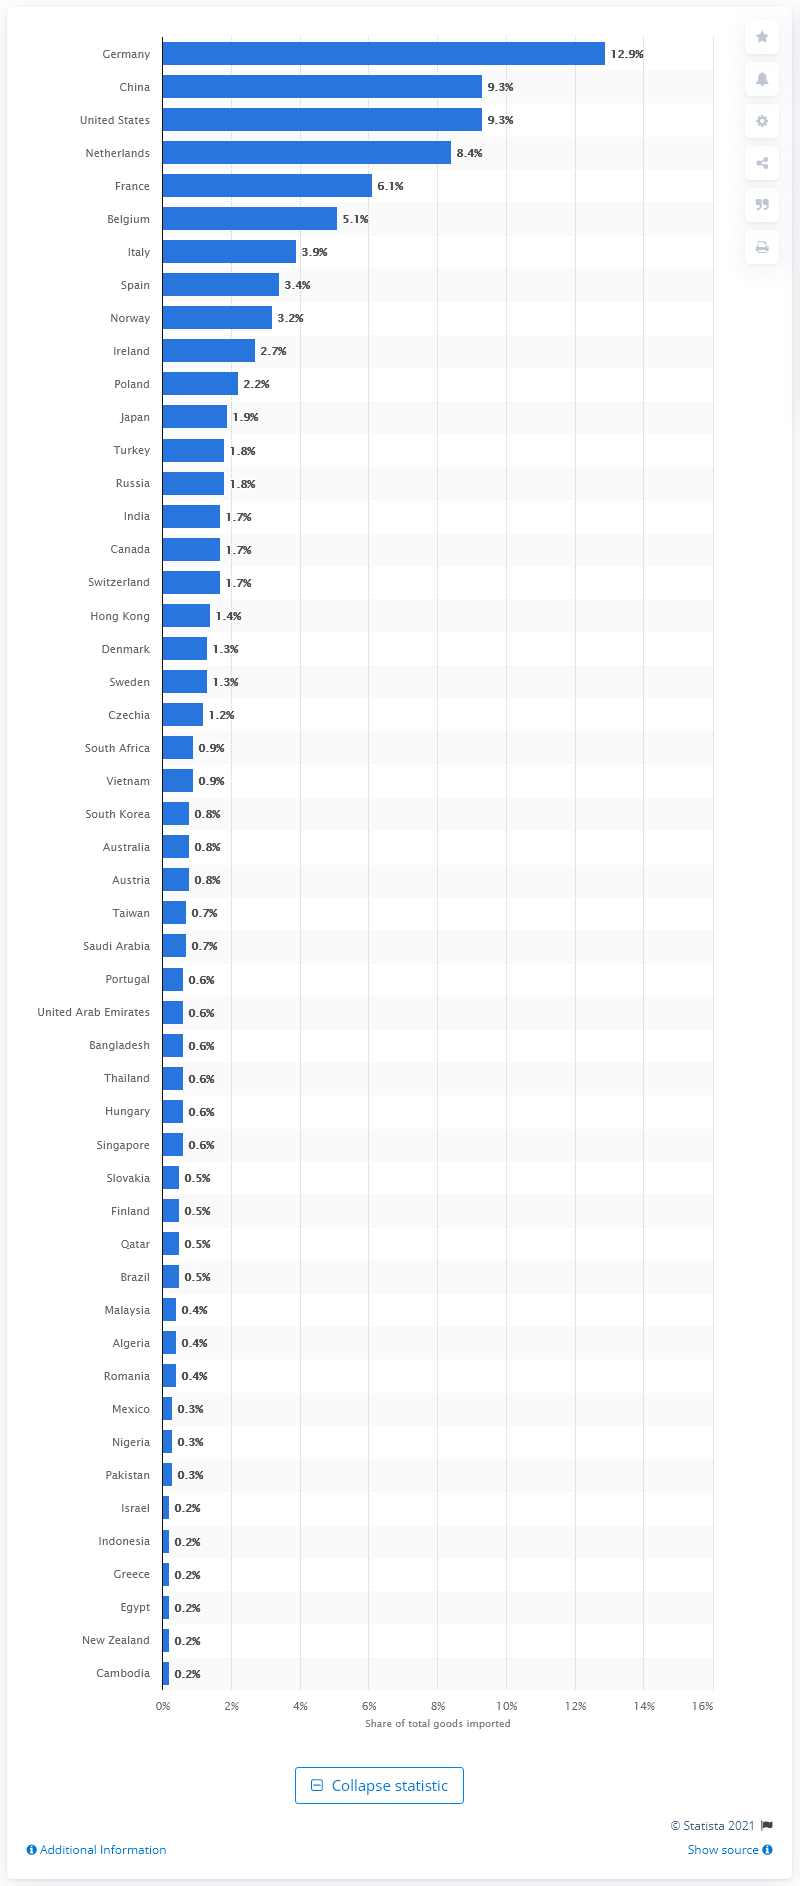 Germany 12.9%
China 9.3%
United States 9.3%
Netherlands 8.4%
France 6.1%
Belgium 5.1%
Italy 3.9%
Spain 3.4%
Norway 3.2%
Ireland 2.7%
Poland 2.2%
Japan 1.9%
Turkey 1.8%
Russia 1.8%
India 1.7%
Canada 1.7%
Switzerland 1.7%
Hong Kong 1.4%
Denmark 1.3%
Sweden 1.3%
Czechia 1.2%
South Africa 0.9%
Vietnam 0.9%
South Korea 0.8%
Australia 0.8%
Austria 0.8%
Taiwan 0.7%
Saudi Arabia 0.7%
Portugal 0.6%
United Arab Emirates 0.6%
Bangladesh 0.6%
Thailand 0.6%
Hungary 0.6%
Singapore 0.6%
Slovakia 0.5%
Finland 0.5%
Qatar 0.5%
Brazil 0.5%
Malaysia 0.4%
Algeria 0.4%
Romania 0.4%
Mexico 0.3%
Nigeria 0.3%
Pakistan 0.3%
Israel 0.2%
Indonesia 0.2%
Greece 0.2%
Egypt 0.2%
New Zealand 0.2%
Cambodia 0.2%
0% 2% 4% 6% 8% 10% 12% 14% 16%
Share of total goods imported
Collapse statistic
© Statista 2021
Additional Information Show source